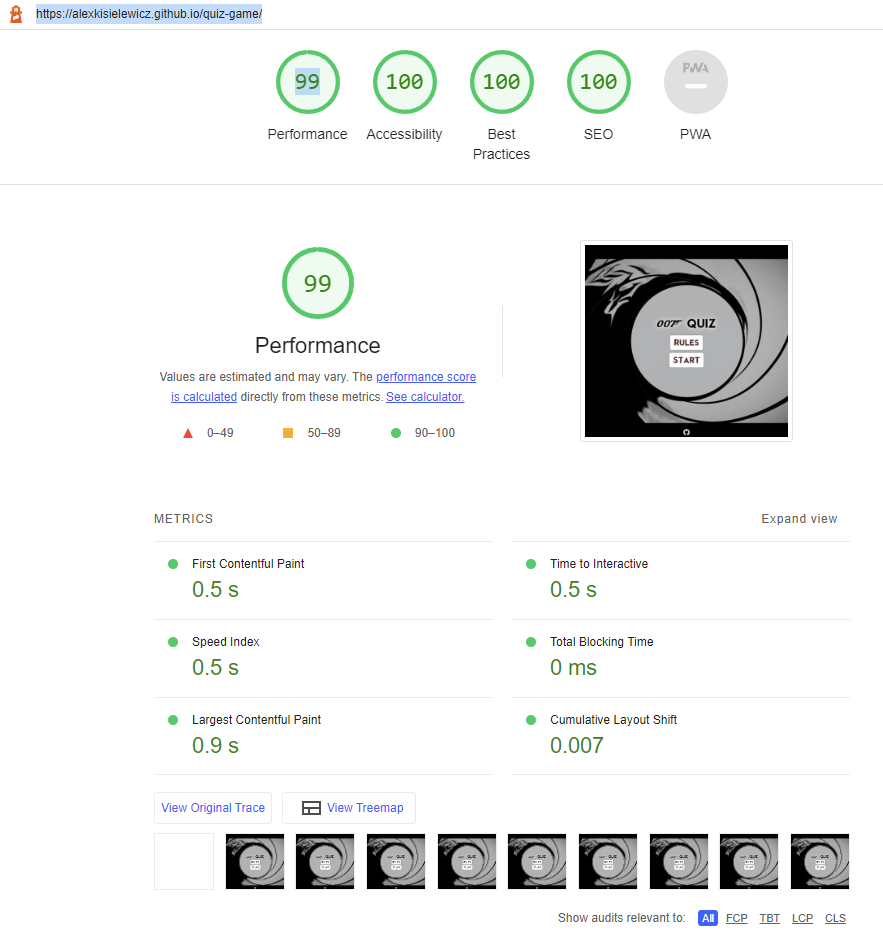 https://alexkisielewicz.github.io/quiz-game/
99
100
100
100
PWA
Performance
Accessibility
Best
Practices
SEO
PWA
99
Performance
Values are estimated and may vary. The performance score
is calculated directly from these metrics. See calculator.
0–49
50–89
90–100
007 QUIZ
RULES
START
METRICS
Expand view
First Contentful Paint
0.5 s
Time to Interactive
0.5 s
Speed Index
0.5 s
Total Blocking Time
0 ms
Largest Contentful Paint
0.9 s
Cumulative Layout Shift
0.007
View Original Trace
View Treemap
Show audits relevant to: All FCP TBT LCP CLS